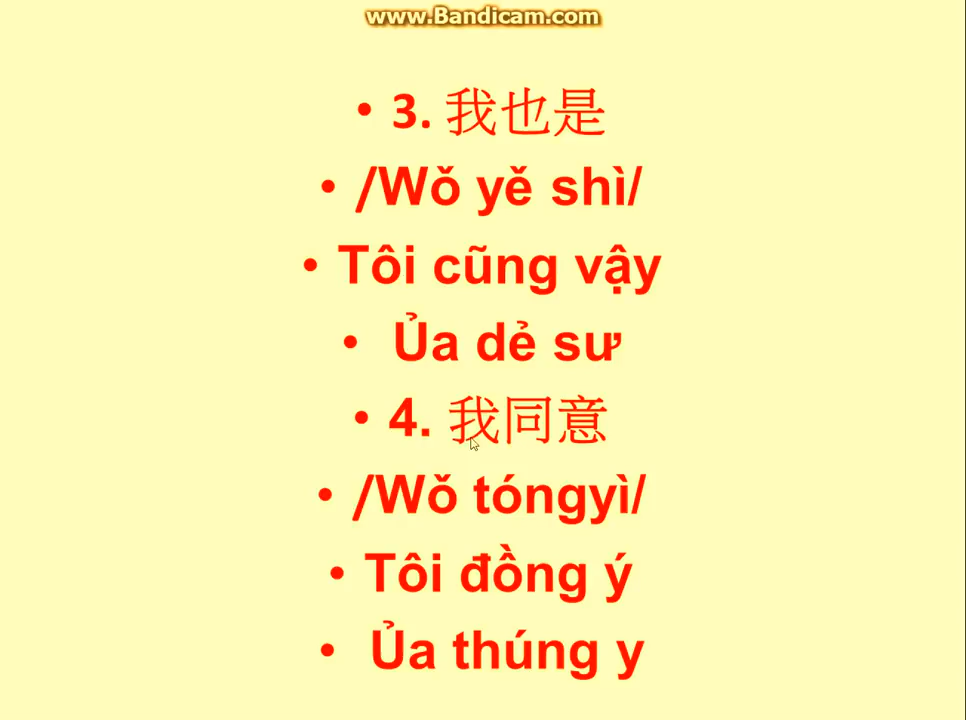 www.Bandicam.com
• 3. 我也是
• /Wǒ yě shì/
• Tôi cũng vậy
• Ủa dẻ sư
• 4. 我同意
• /Wǒ tóngyì/
• Tôi đồng ý
• Ủa thúng y